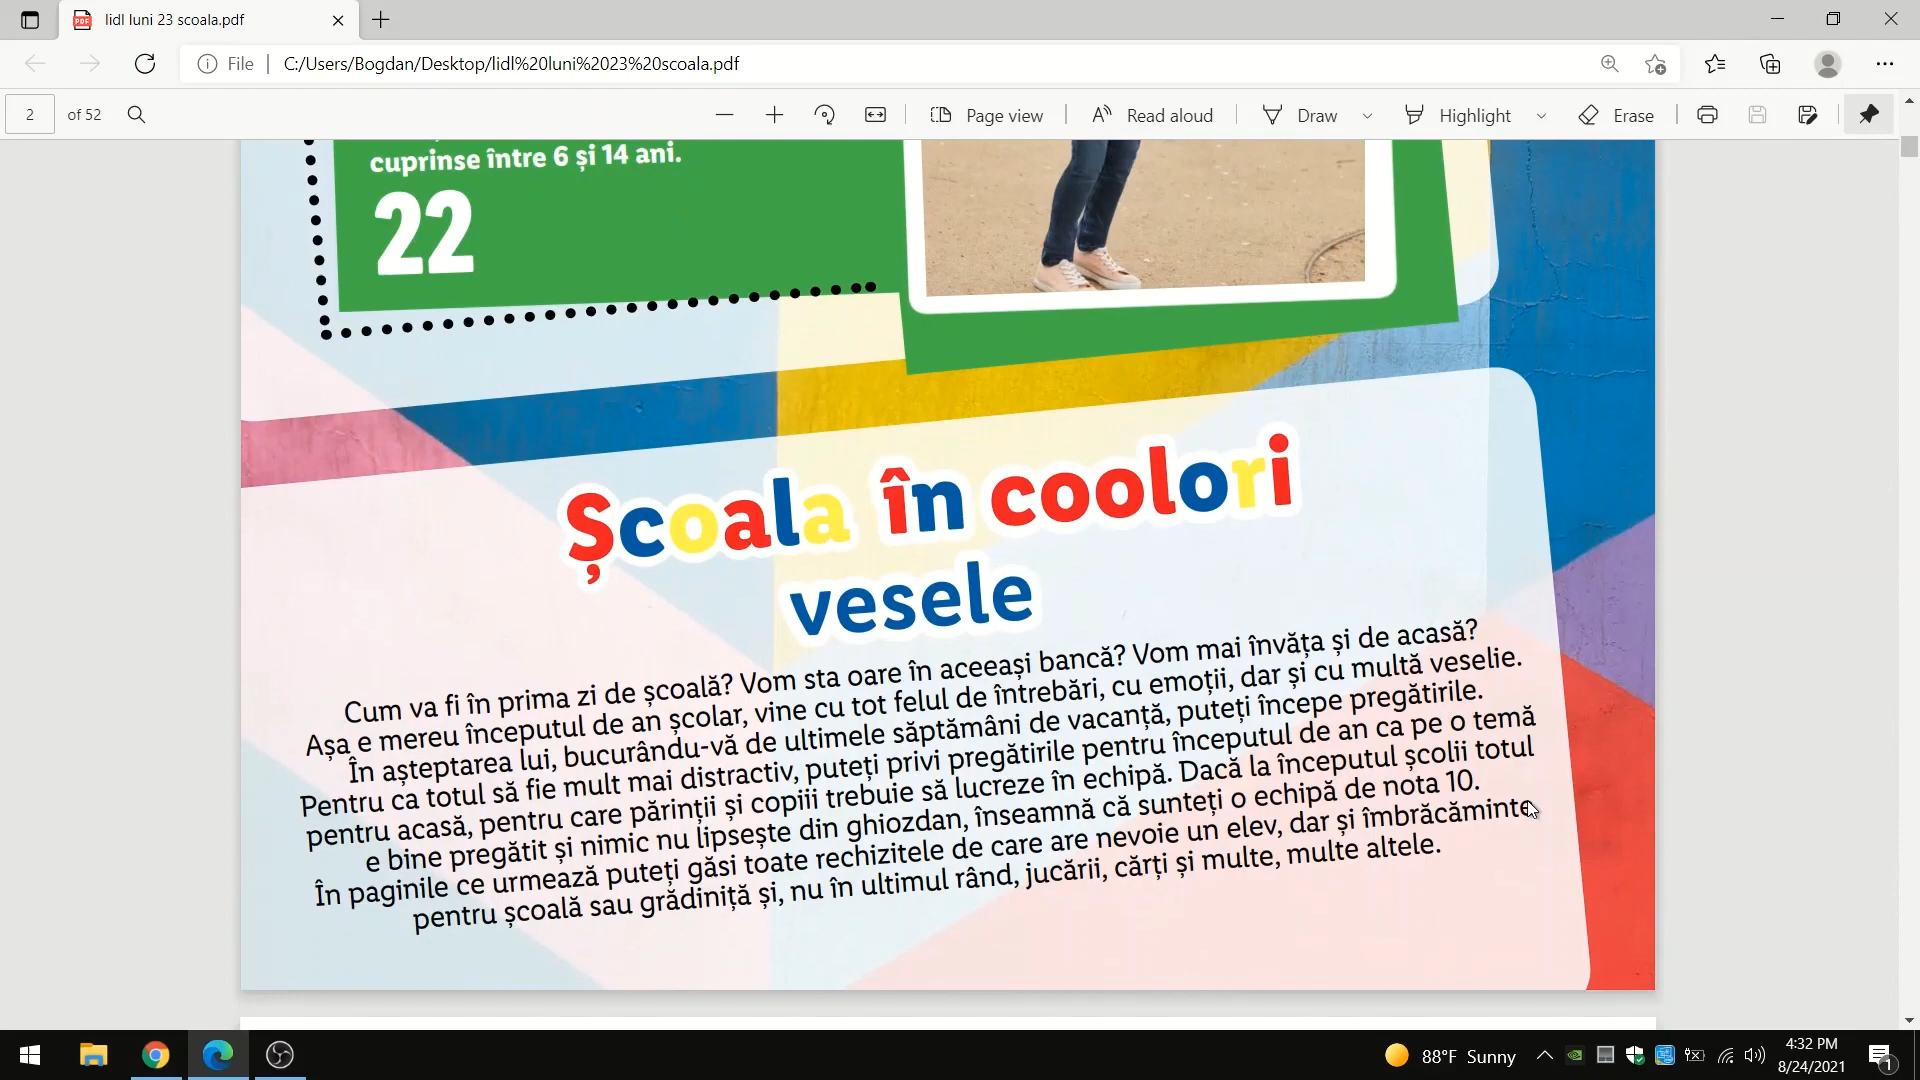 lidl luni 23 scoala.pdf
File
C:/Users/Bogdan/Desktop/lidl%20luni%2023%20scoala.pdf
2 of 52
Page view
Read aloud
Draw
Highlight
Erase
cuprinse între 6 și 14 ani.
22
Școala în coolori
vesele
Cum va fi în prima zi de școală? Vom sta oare în aceeași bancă? Vom mai învăța și de acasă?
Așa e mereu începutul de an școlar, vine cu tot felul de întrebări, cu emoții, dar și cu multă veselie.
În așteptarea lui, bucurându-vă de ultimele săptămâni de vacanță, puteți începe pregătirile.
Pentru ca totul să fie mult mai distractiv, puteți privi pregătirile pentru începutul de an ca pe o temă
pentru acasă, pentru care părinții și copiii trebuie să lucreze în echipă. Dacă la începutul școlii totul
e bine pregătit și nimic nu lipsește din ghiozdan, înseamnă că sunteți o echipă de nota 10.
În paginile ce urmează puteți găsi toate rechizitele de care are nevoie un elev, dar și îmbrăcăminte
pentru școală sau grădiniță și, nu în ultimul rând, jucării, cărți și multe, multe altele.
88°F Sunny
4:32 PM
8/24/2021
1